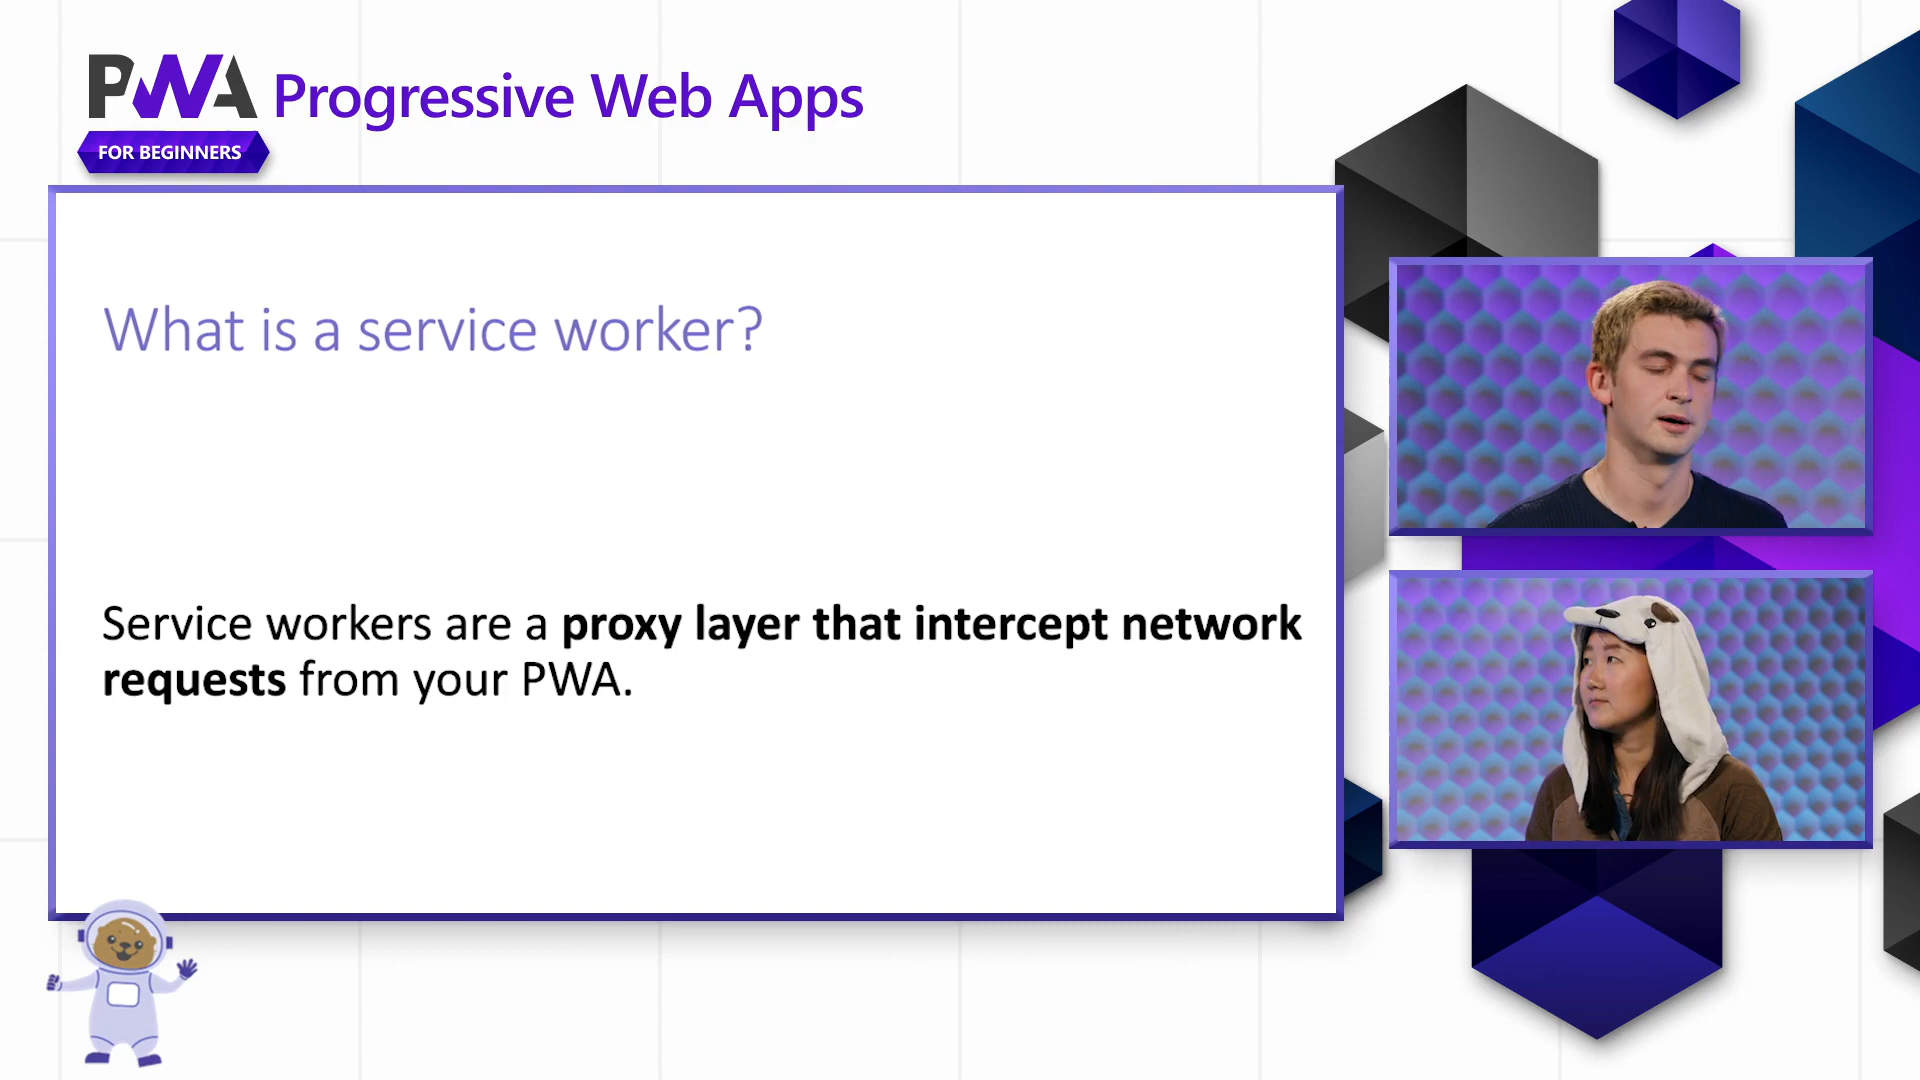 PWA Progressive Web Apps
FOR BEGINNERS
What is a service worker?
Service workers are a proxy layer that intercept network
requests from your PWA.